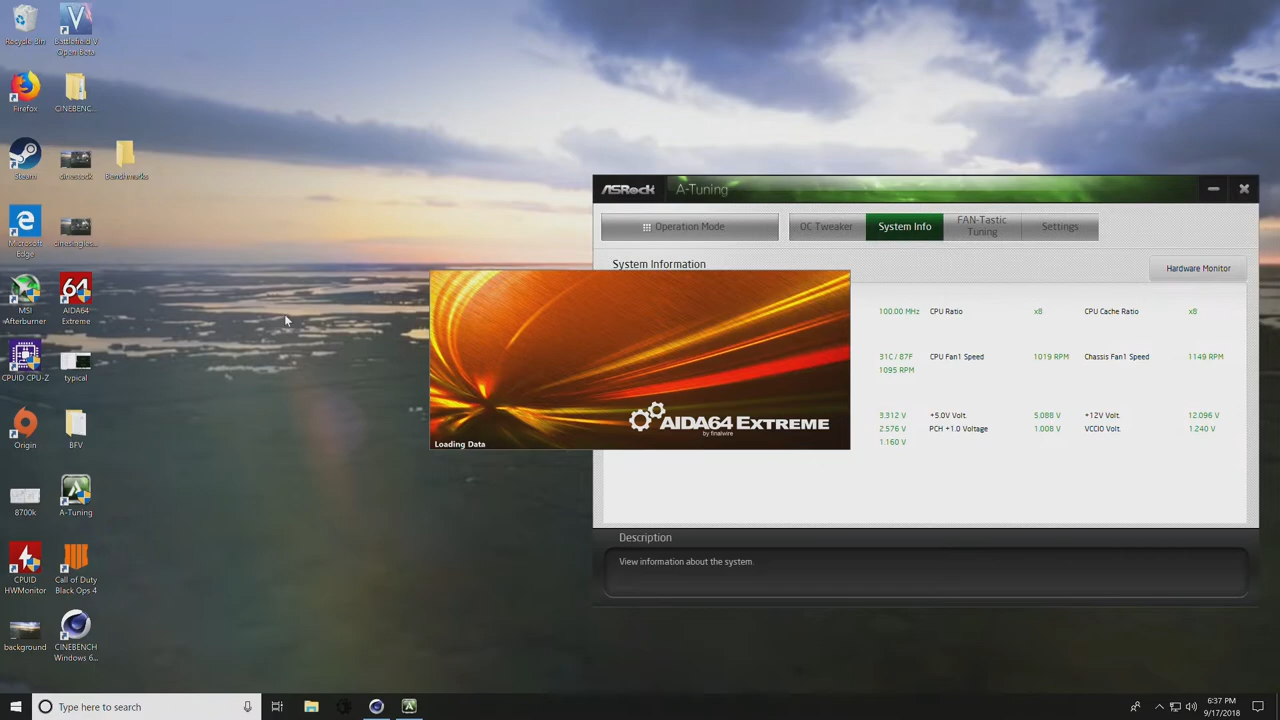 Recycle Bin
Battlefield V
Open Beta
Firefox
CINEBENC...
Steam
cinestock
Benchmarks
Microsoft
Edge
cinesingles...
MSI
Afterburner
64
AIDA64
Extreme
CPUID CPU-Z
typical
Origin
BFV
8700k
A-Tuning
CPUID
HWMonitor
Call of Duty
Black Ops 4
background
CINEBENCH
Windows 6...
ASRock A-Tuning
Operation Mode
OC Tweaker
System Info
FAN-Tastic
Tuning
Settings
System Information
Hardware Monitor
100.00 MHz CPU Ratio x8 CPU Cache Ratio x8
31C / 87F CPU Fan1 Speed 1019 RPM Chassis Fan1 Speed 1149 RPM
1095 RPM
3.312 V +5.0V Volt. 5.088 V +12V Volt. 12.096 V
2.576 V PCH +1.0 Voltage 1.008 V VCCIO Volt. 1.240 V
1.160 V
AIDA64 EXTREME
by finalwire
Loading Data
Description
View information about the system.
Type here to search
6:37 PM
9/17/2018